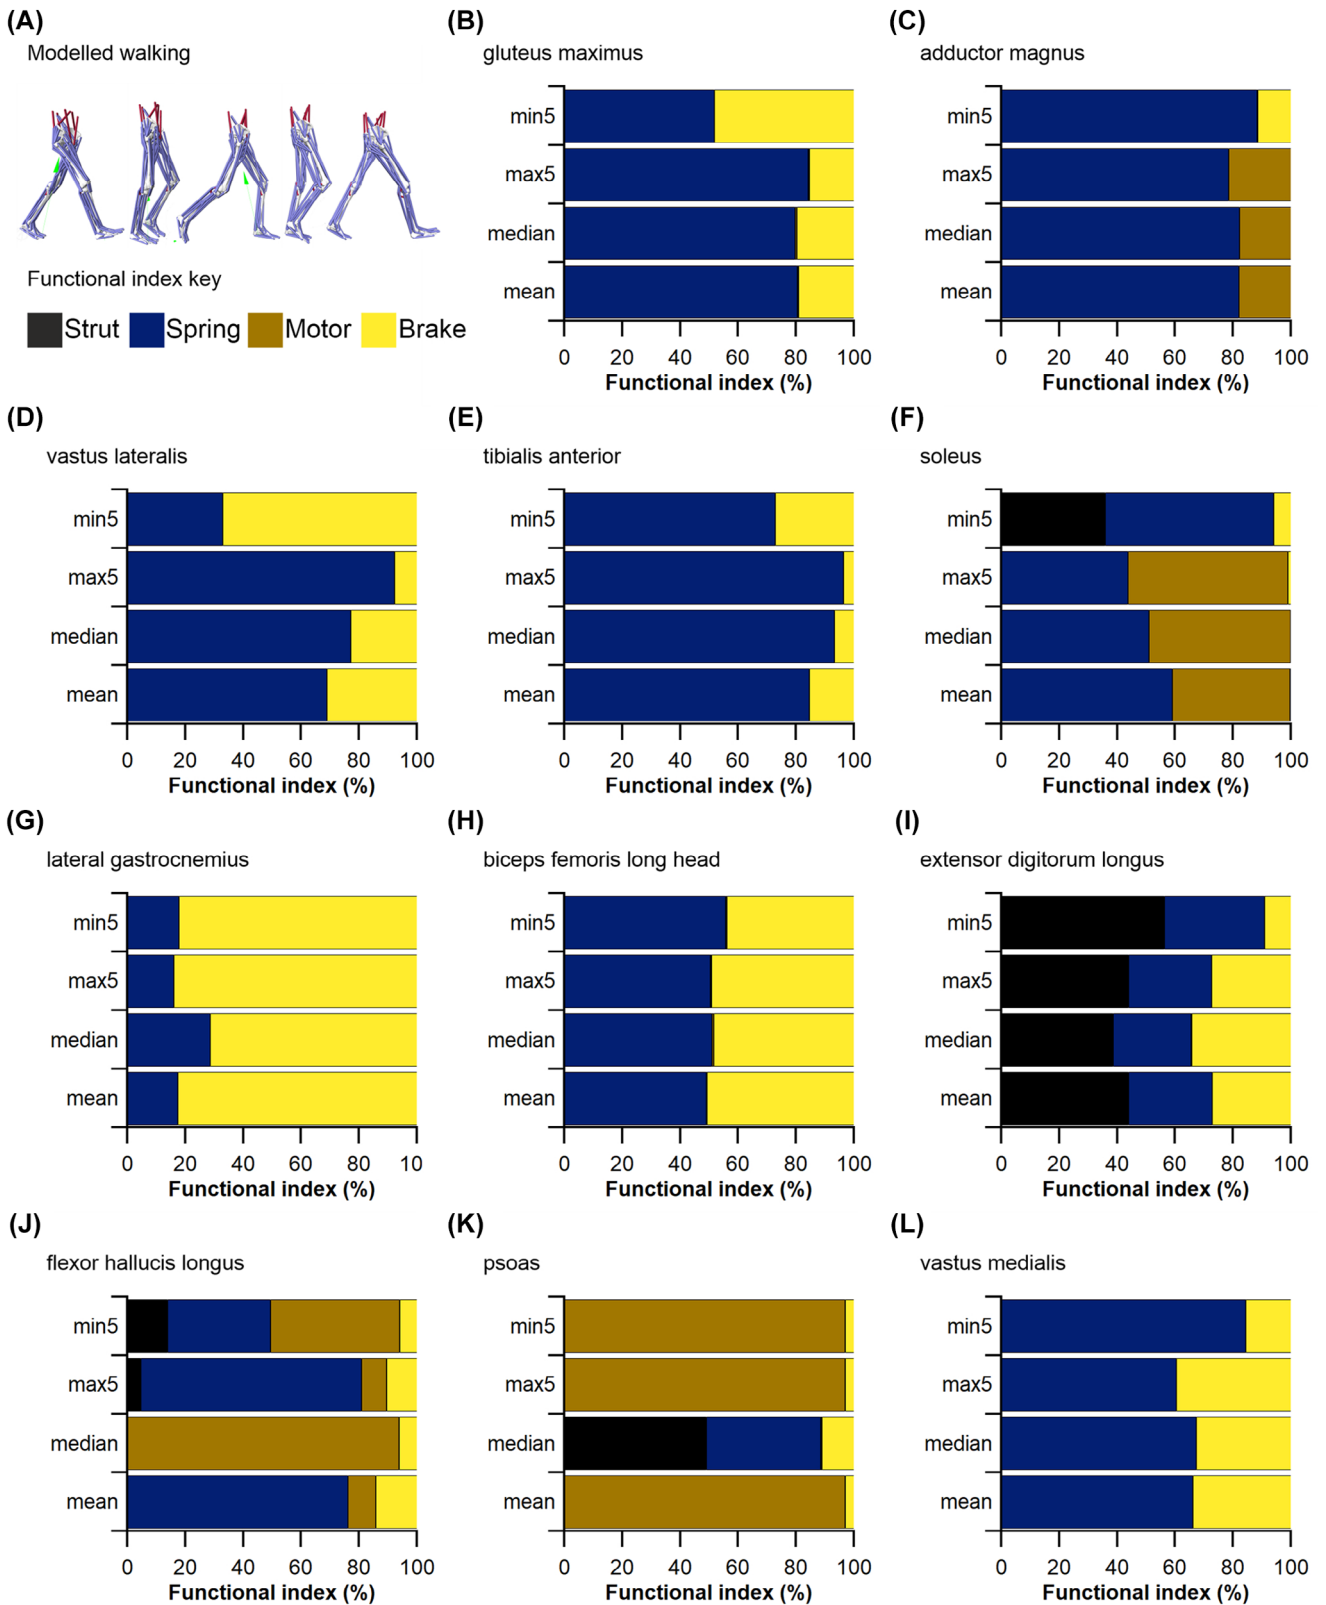 (A)
Modelled walking
Functional index key
Strut Spring Motor Brake
(B)
gluteus maximus
min5
max5
median
mean
0 20 40 60 80 100
Functional index (%)
(C)
adductor magnus
min5
max5
median
mean
0 20 40 60 80 100
Functional index (%)
(D)
vastus lateralis
min5
max5
median
mean
0 20 40 60 80 100
Functional index (%)
(E)
tibialis anterior
min5
max5
median
mean
0 20 40 60 80 100
Functional index (%)
(F)
soleus
min5
max5
median
mean
0 20 40 60 80 100
Functional index (%)
(G)
lateral gastrocnemius
min5
max5
median
mean
0 20 40 60 80 10
Functional index (%)
(H)
biceps femoris long head
min5
max5
median
mean
0 20 40 60 80 100
Functional index (%)
(I)
extensor digitorum longus
min5
max5
median
mean
0 20 40 60 80 100
Functional index (%)
(J)
flexor hallucis longus
min5
max5
median
mean
0 20 40 60 80 100
Functional index (%)
(K)
psoas
min5
max5
median
mean
0 20 40 60 80 100
Functional index (%)
(L)
vastus medialis
min5
max5
median
mean
0 20 40 60 80 100
Functional index (%)